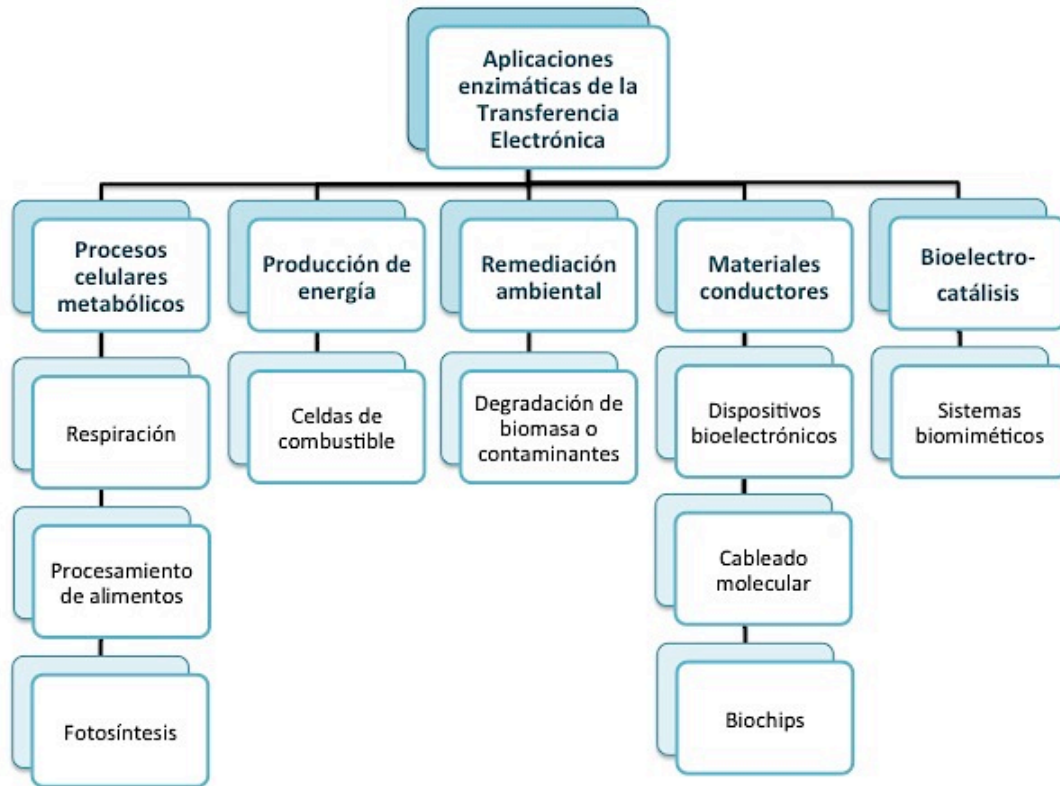 Aplicaciones
enzimáticas de la
Transferencia
Electrónica
Procesos
celulares
metabólicos
Respiración
Procesamiento
de alimentos
Fotosíntesis
Producción de
energía
Celdas de
combustible
Remediación
ambiental
Degradación de
biomasa o
contaminantes
Materiales
conductores
Dispositivos
bioelectrónicos
Cableado
molecular
Biochips
Bioelectro-
catálisis
Sistemas
biomiméticos